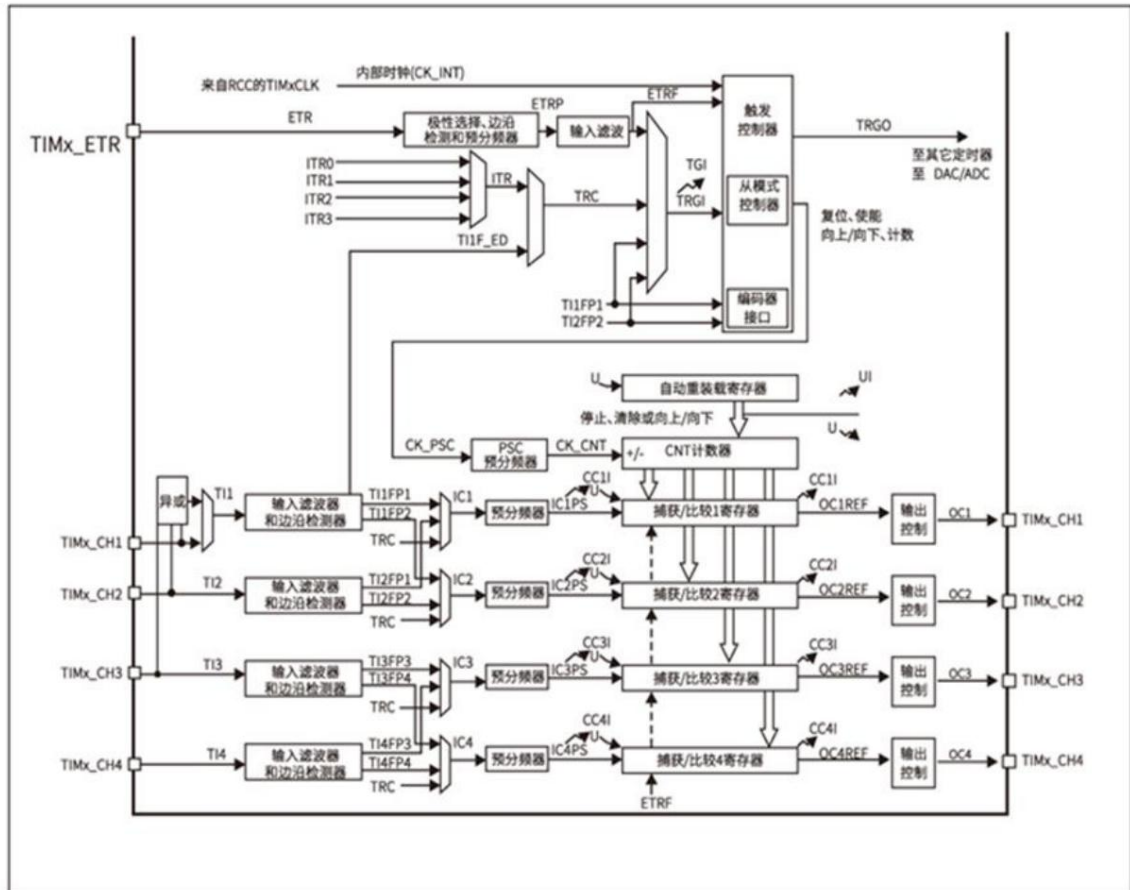 内部时钟(CK_INT)
来自RCC的TIMxCLK
ETRF
触发
控制器
ETR
ETRP
极性选择、边沿
检测和预分频器
输入滤波
TIMx_ETR
TRGO
至其它定时器
至 DAC/ADC
ITR0
ITR1
ITR2
ITR3
ITR
TRC
TGI
TRGI
从模式
控制器
复位、使能
向上/向下、计数
TI1F_ED
TI1FP1
TI2FP2
编码器
接口
U
自动重装载寄存器
UI
停止、清除或向上/向下
U
CK_PSC
PSC
预分频器
CK_CNT
+/-
CNT计数器
异或
TI1
输入滤波器
和边沿检测器
TI1FP1
TI1FP2
TRC
IC1
预分频器
CC1I
U
IC1PS
捕获/比较1寄存器
CC1I
OC1REF
输出
控制
OC1
TIMx_CH1
TIMx_CH1
TIMx_CH2
TI2
输入滤波器
和边沿检测器
TI2FP1
TI2FP2
TRC
IC2
预分频器
CC2I
U
IC2PS
捕获/比较2寄存器
CC2I
OC2REF
输出
控制
OC2
TIMx_CH2
TIMx_CH3
TI3
输入滤波器
和边沿检测器
TI3FP3
TI3FP4
TRC
IC3
预分频器
CC3I
U
IC3PS
捕获/比较3寄存器
CC3I
OC3REF
输出
控制
OC3
TIMx_CH3
TIMx_CH4
TI4
输入滤波器
和边沿检测器
TI4FP3
TI4FP4
TRC
IC4
预分频器
CC4I
U
IC4PS
捕获/比较4寄存器
CC4I
OC4REF
输出
控制
OC4
TIMx_CH4
ETRF